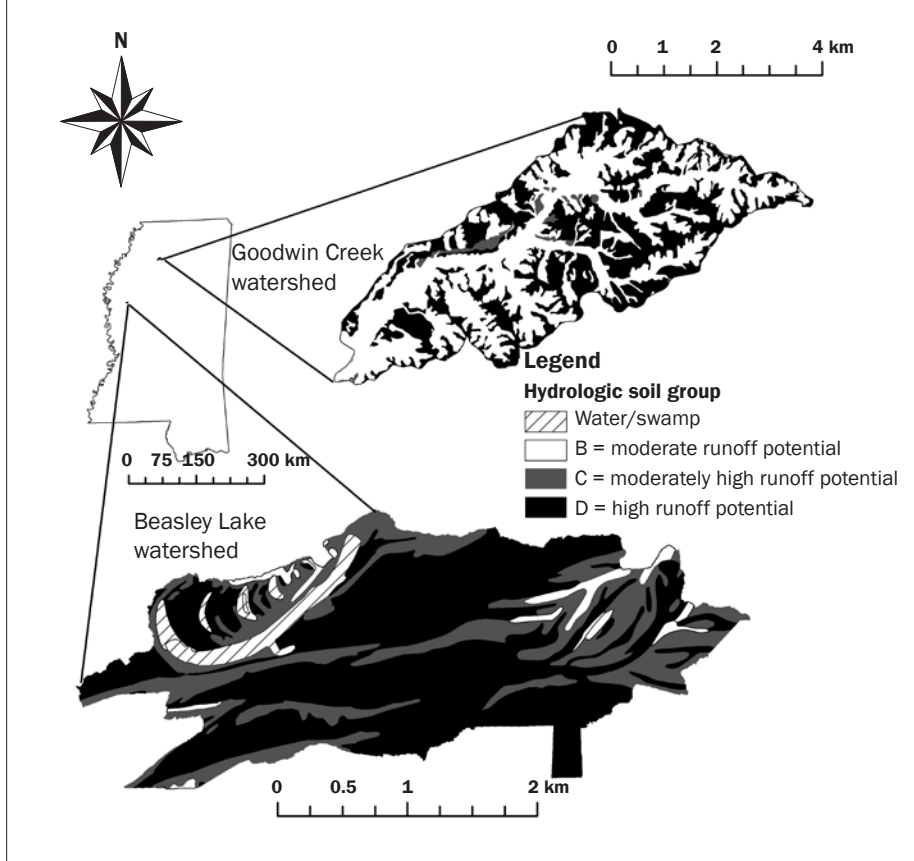 N
0 1 2 4 km
Goodwin Creek
watershed
Legend
Hydrologic soil group
Water/swamp
B = moderate runoff potential
C = moderately high runoff potential
D = high runoff potential
0 75 150 300 km
Beasley Lake
watershed
0 0.5 1 2 km